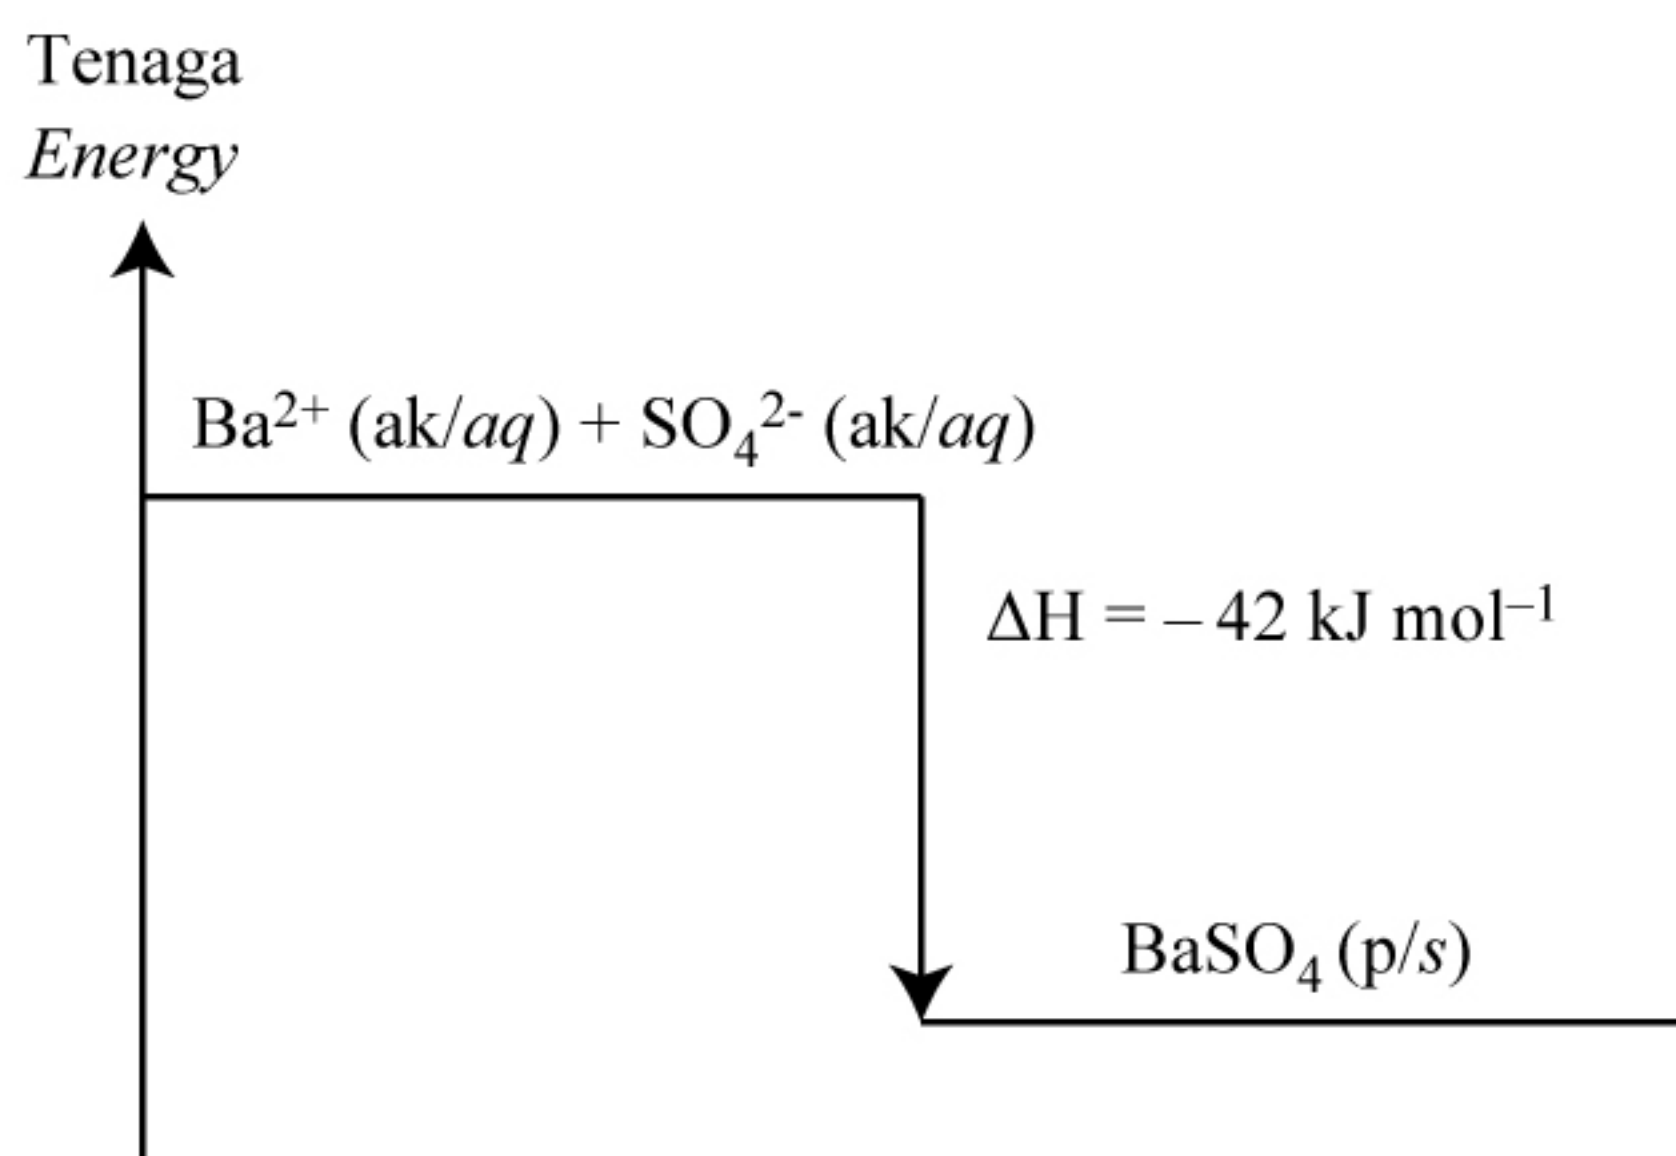 Tenaga
Energy
Ba²⁺ (ak/aq) + SO₄²⁻ (ak/aq)
ΔH = – 42 kJ mol⁻¹
BaSO₄ (p/s)